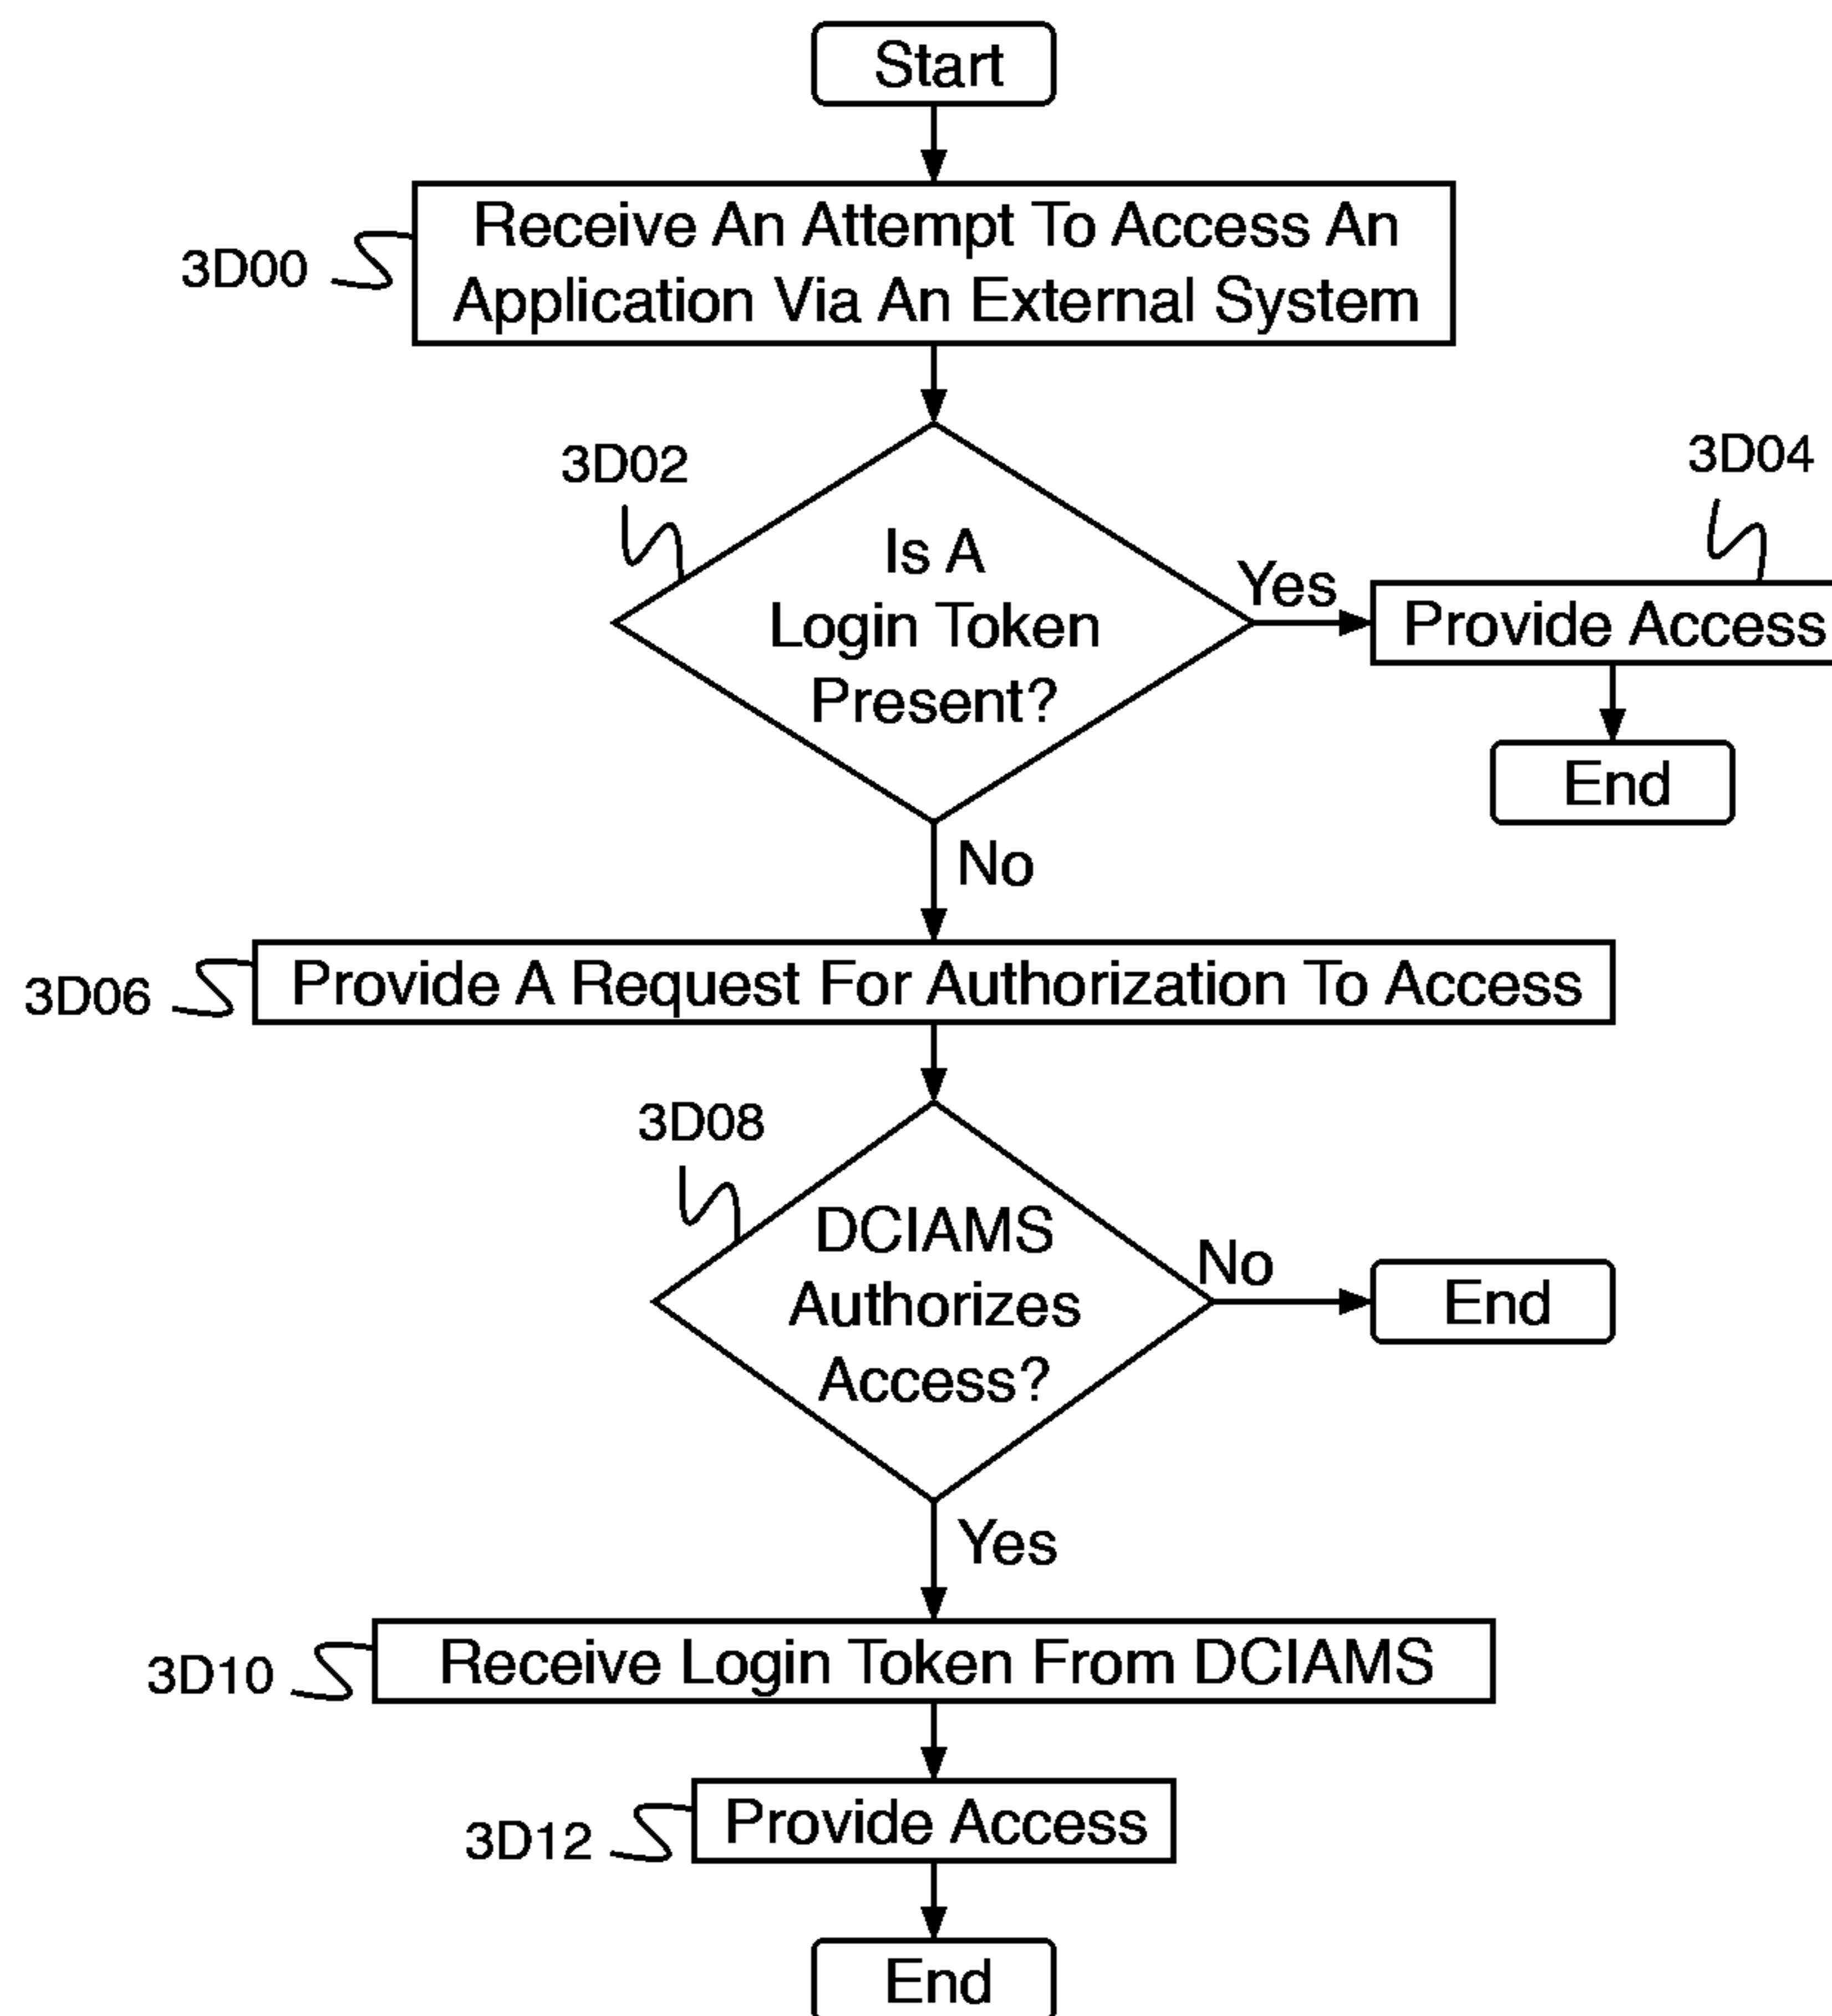 Start
Receive An Attempt To Access An
Application Via An External System
3D00
3D02
3D04
Is A
Login Token
Present?
Yes
Provide Access
End
No
3D06
Provide A Request For Authorization To Access
3D08
DCIAMS
Authorizes
Access?
No
End
Yes
3D10
Receive Login Token From DCIAMS
3D12
Provide Access
End